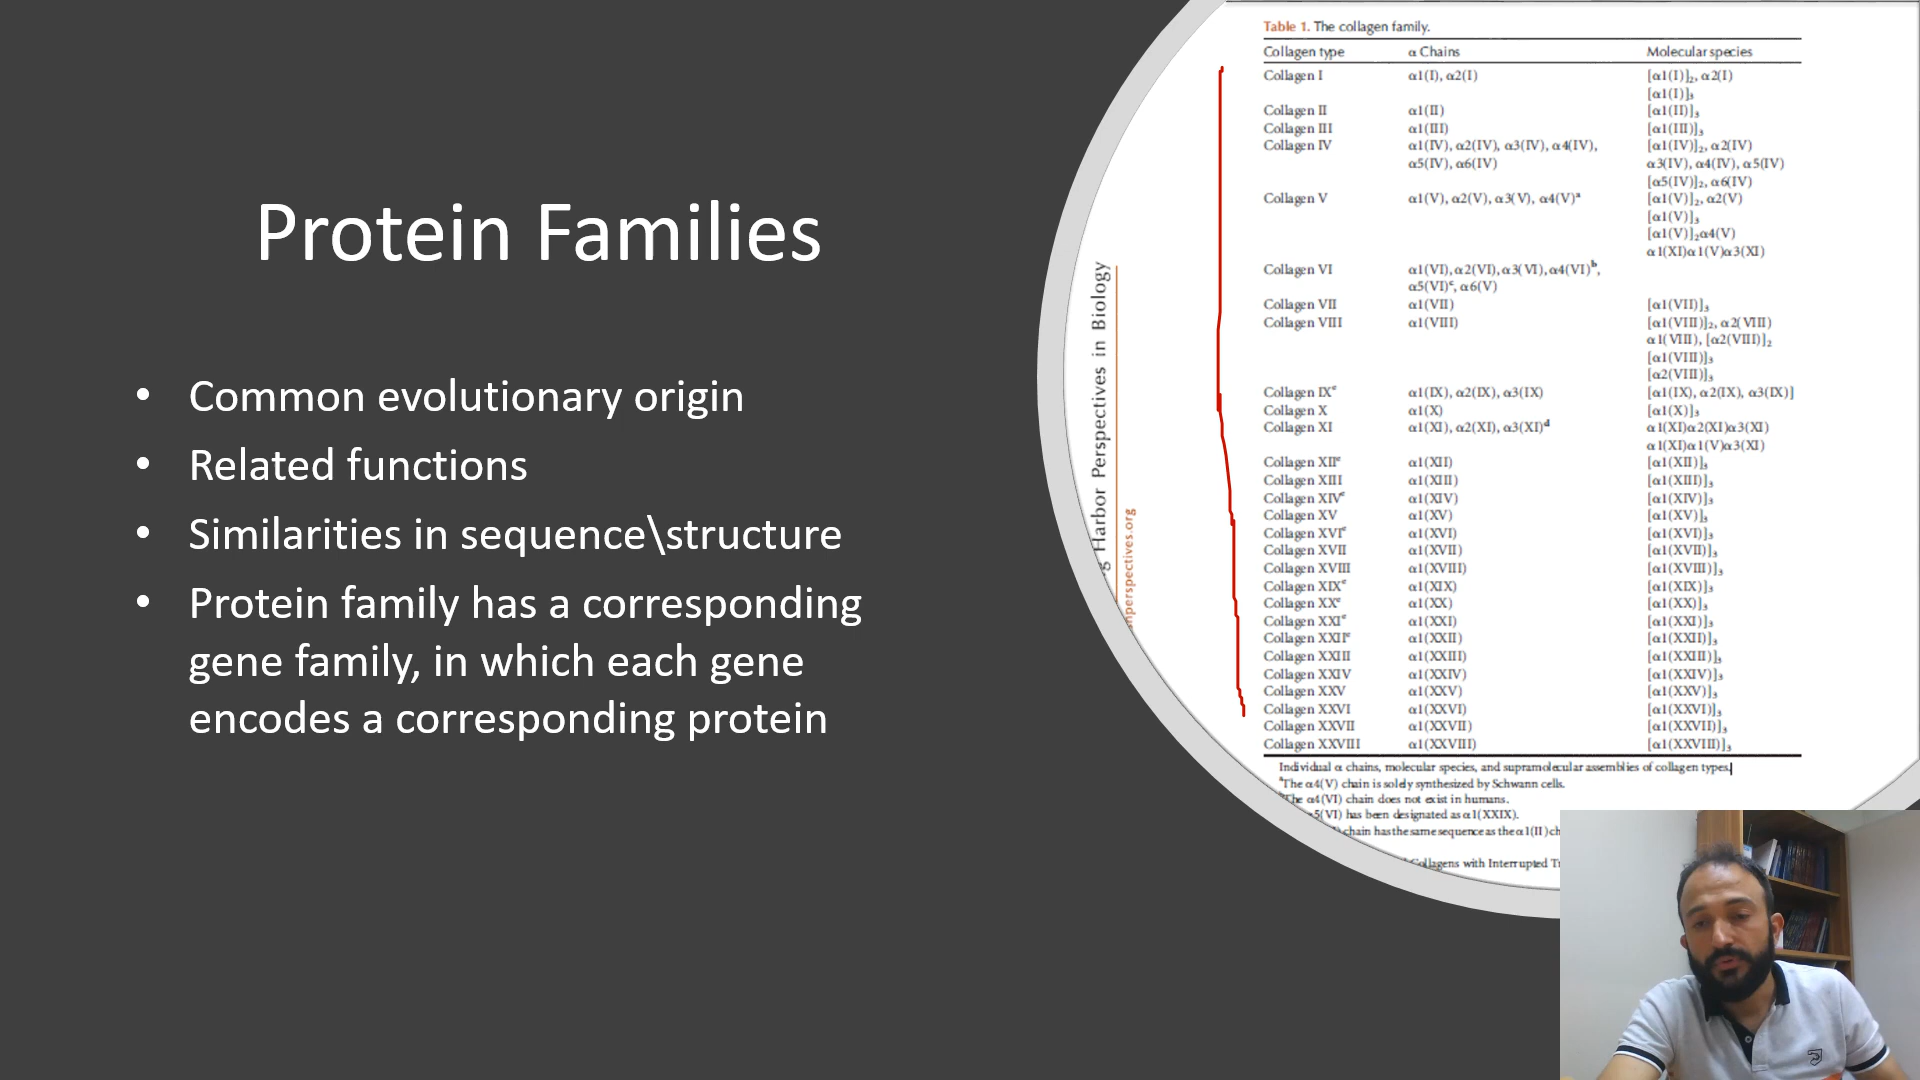 Protein Families
• Common evolutionary origin
• Related functions
• Similarities in sequence\structure
• Protein family has a corresponding
gene family, in which each gene
encodes a corresponding protein
Harbor Perspectives in Biology
Table 1. The collagen family.
Collagen type α Chains Molecular species
Collagen I α1(I), α2(I) [α1(I)]₂, α2(I)
[α1(I)]₃
Collagen II α1(II) [α1(II)]₃
Collagen III α1(III) [α1(III)]₃
Collagen IV α1(IV), α2(IV), α3(IV), α4(IV), [α1(IV)]₂, α2(IV)
α5(IV), α6(IV) α3(IV), α4(IV), α5(IV)
[α5(IV)]₂, α6(IV)
Collagen V α1(V), α2(V), α3(V), α4(V)ᵃ [α1(V)]₂, α2(V)
[α1(V)]₃
[α1(V)]₂α4(V)
α1(XI)α1(V)α3(XI)
Collagen VI α1(VI), α2(VI), α3(VI), α4(VI)ᵇ,
α5(VI)ᶜ, α6(V)
Collagen VII α1(VII) [α1(VII)]₃
Collagen VIII α1(VIII) [α1(VIII)]₂, α2(VIII)
α1(VIII), [α2(VIII)]₂
[α1(VIII)]₃
[α2(VIII)]₃
Collagen IXᵉ α1(IX), α2(IX), α3(IX) [α1(IX), α2(IX), α3(IX)]
Collagen X α1(X) [α1(X)]₃
Collagen XI α1(XI), α2(XI), α3(XI)ᵈ α1(XI)α2(XI)α3(XI)
α1(XI)α1(V)α3(XI)
Collagen XIIᵉ α1(XII) [α1(XII)]₃
Collagen XIII α1(XIII) [α1(XIII)]₃
Collagen XIVᵉ α1(XIV) [α1(XIV)]₃
Collagen XV α1(XV) [α1(XV)]₃
Collagen XVIᵉ α1(XVI) [α1(XVI)]₃
Collagen XVII α1(XVII) [α1(XVII)]₃
Collagen XVIII α1(XVIII) [α1(XVIII)]₃
Collagen XIXᵉ α1(XIX) [α1(XIX)]₃
Collagen XXᵉ α1(XX) [α1(XX)]₃
Collagen XXIᵉ α1(XXI) [α1(XXI)]₃
Collagen XXIIᵉ α1(XXII) [α1(XXII)]₃
Collagen XXIII α1(XXIII) [α1(XXIII)]₃
Collagen XXIV α1(XXIV) [α1(XXIV)]₃
Collagen XXV α1(XXV) [α1(XXV)]₃
Collagen XXVI α1(XXVI) [α1(XXVI)]₃
Collagen XXVII α1(XXVII) [α1(XXVII)]₃
Collagen XXVIII α1(XXVIII) [α1(XXVIII)]₃
Individual α chains, molecular species, and supramolecular assemblies of collagen types.
ᵃThe α4(V) chain is solely synthesized by Schwann cells.
The α4(VI) chain does not exist in humans.
5(VI) has been designated as α1(XXIX).
chain has the same sequence as the α1(II) ch
Collagens with Interrupted